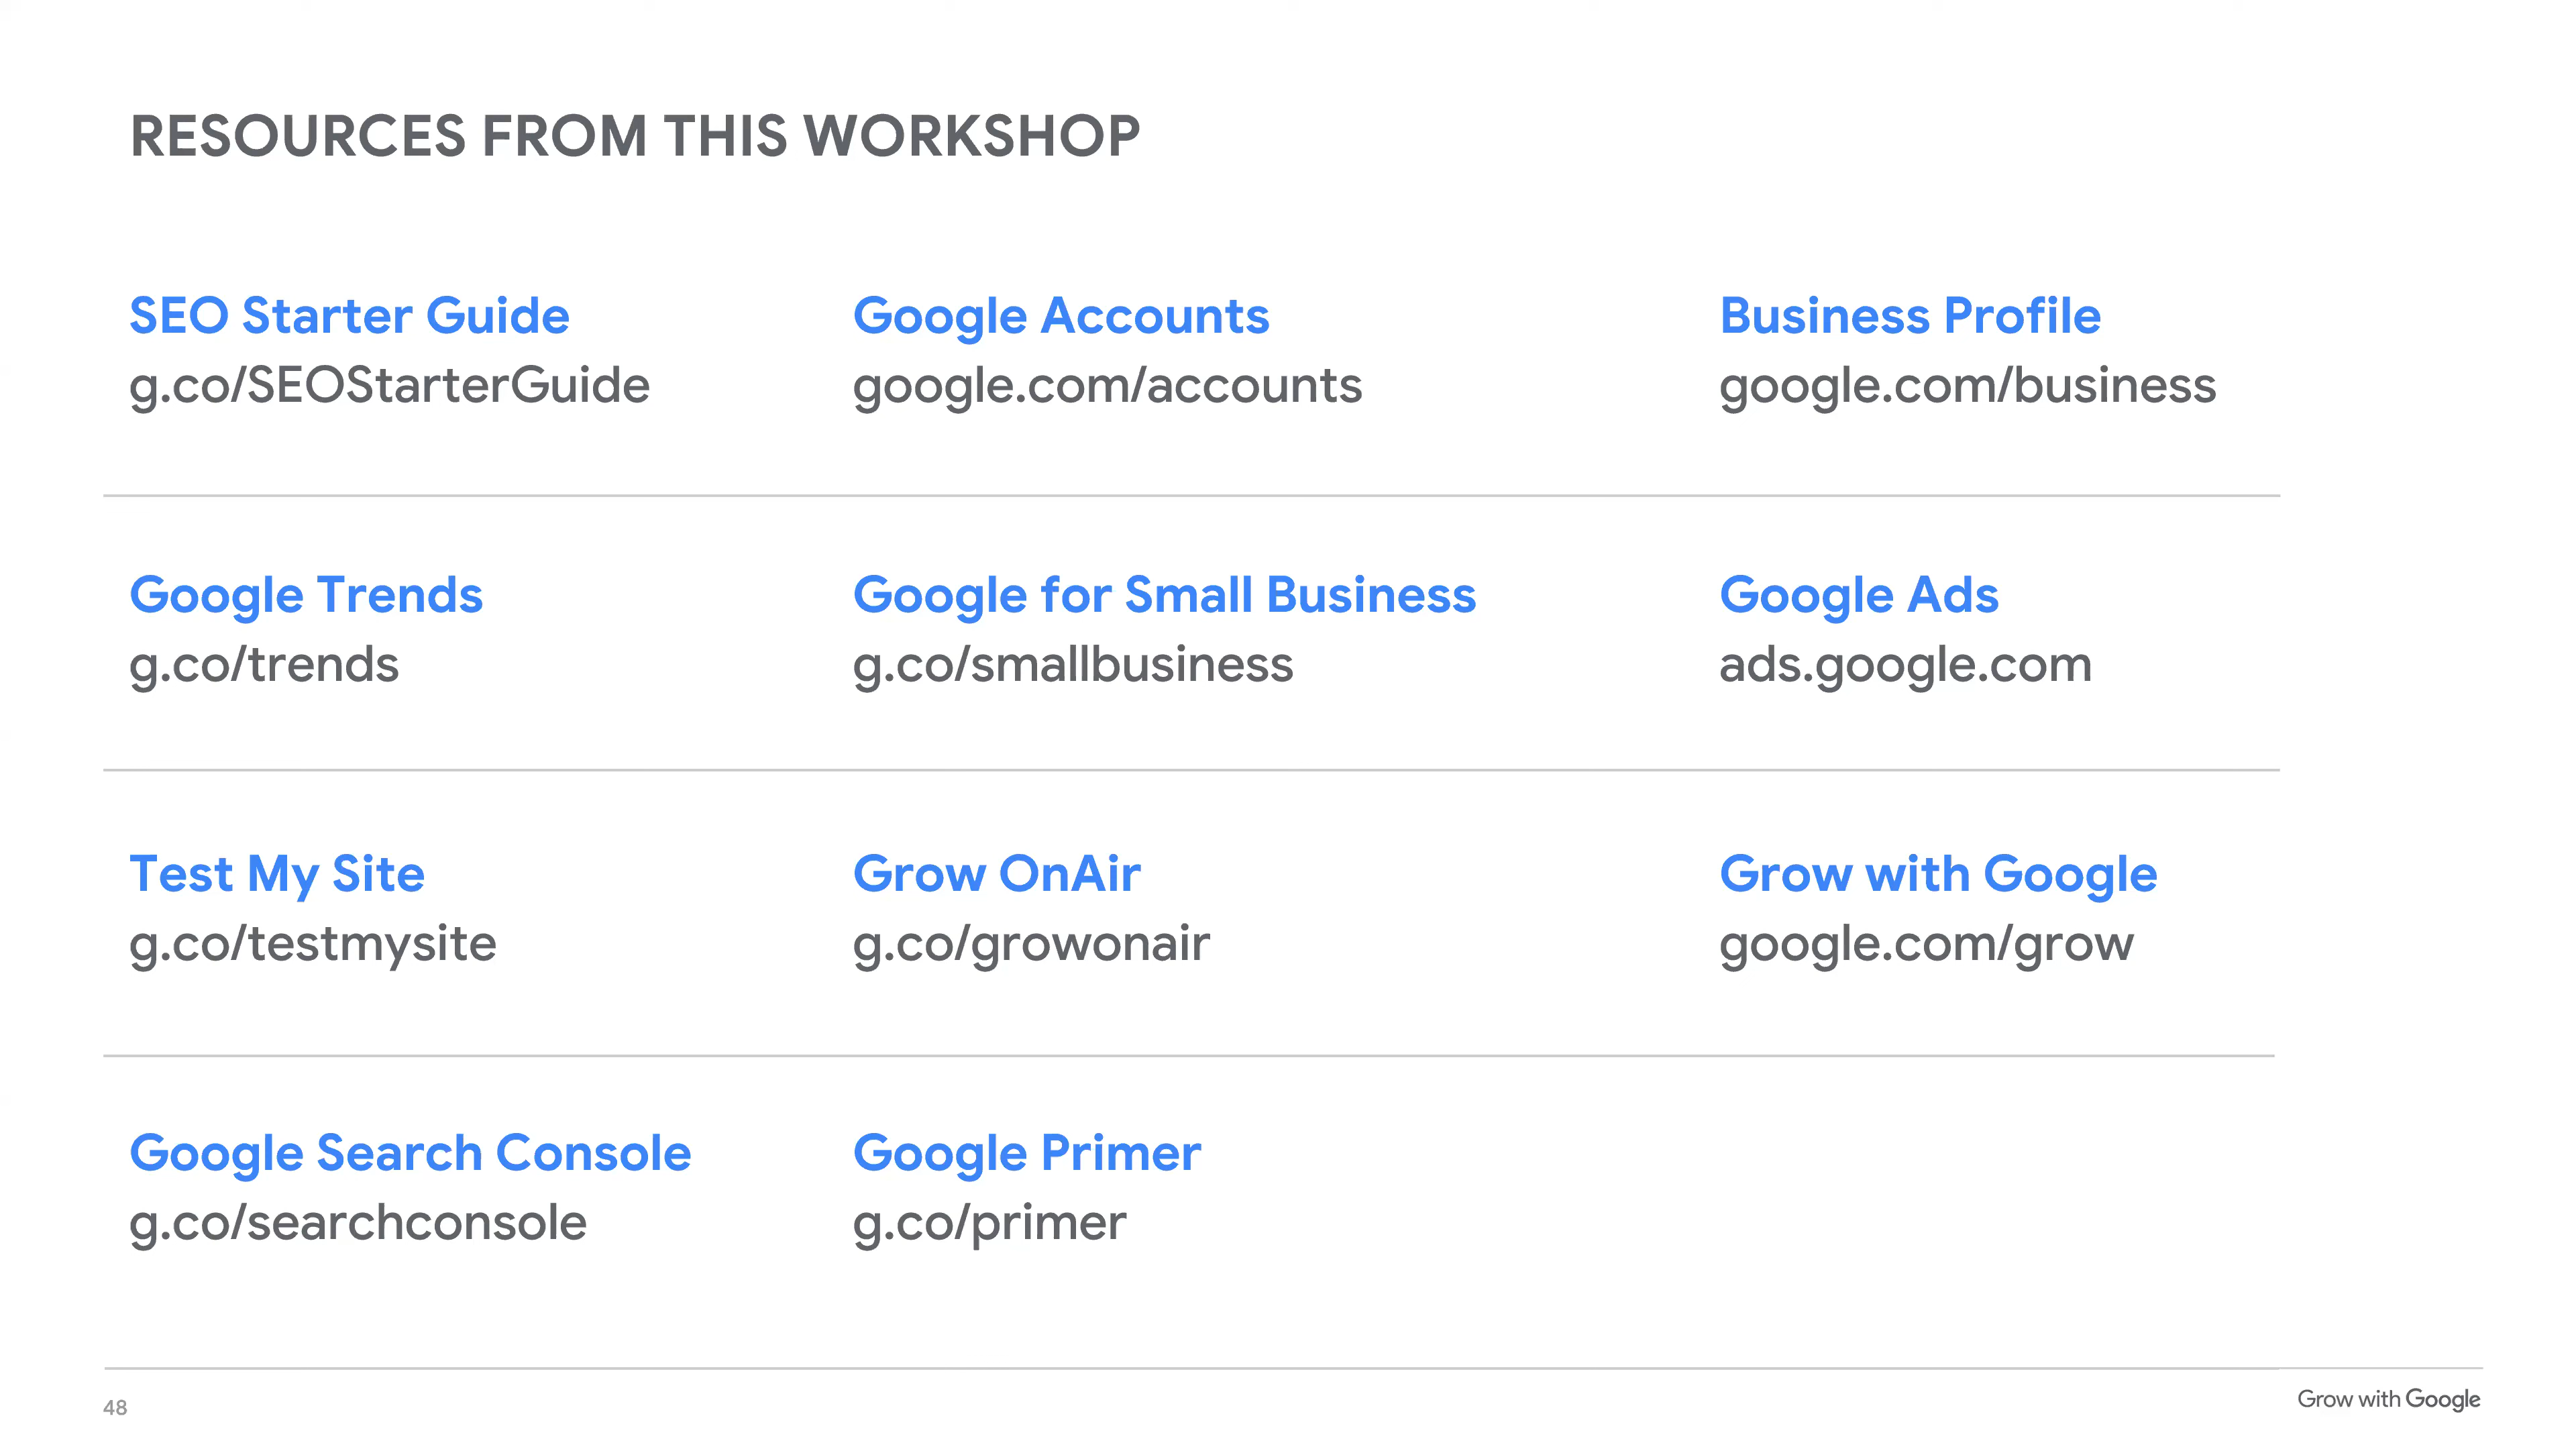 RESOURCES FROM THIS WORKSHOP
SEO Starter Guide
g.co/SEOStarterGuide
Google Accounts
google.com/accounts
Business Profile
google.com/business
Google Trends
g.co/trends
Google for Small Business
g.co/smallbusiness
Google Ads
ads.google.com
Test My Site
g.co/testmysite
Grow OnAir
g.co/growonair
Grow with Google
google.com/grow
Google Search Console
g.co/searchconsole
Google Primer
g.co/primer
48
Grow with Google